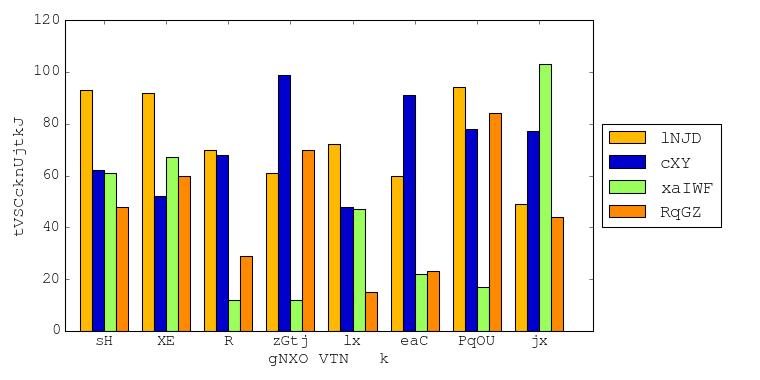 120
100
80
60
40
20
0
tVSCcknUjtkJ
sH XE R zGtj lx eaC PqOU jx
gNXO VTN   k
lNJD
cXY
xaIWF
RqGZ